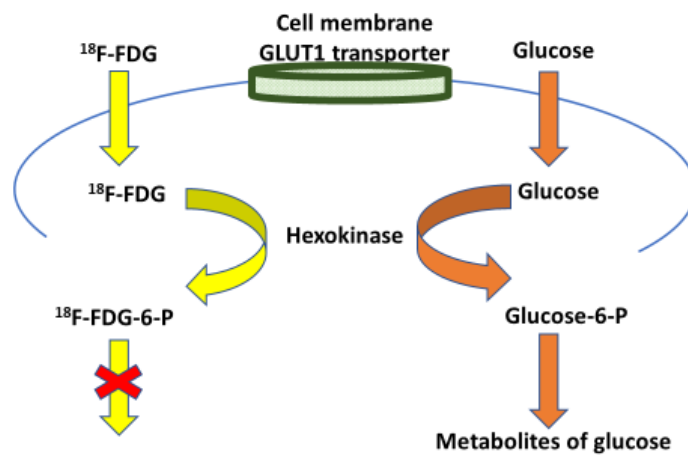 Cell membrane
GLUT1 transporter
¹⁸F-FDG
Glucose
¹⁸F-FDG
Glucose
Hexokinase
¹⁸F-FDG-6-P
Glucose-6-P
Metabolites of glucose